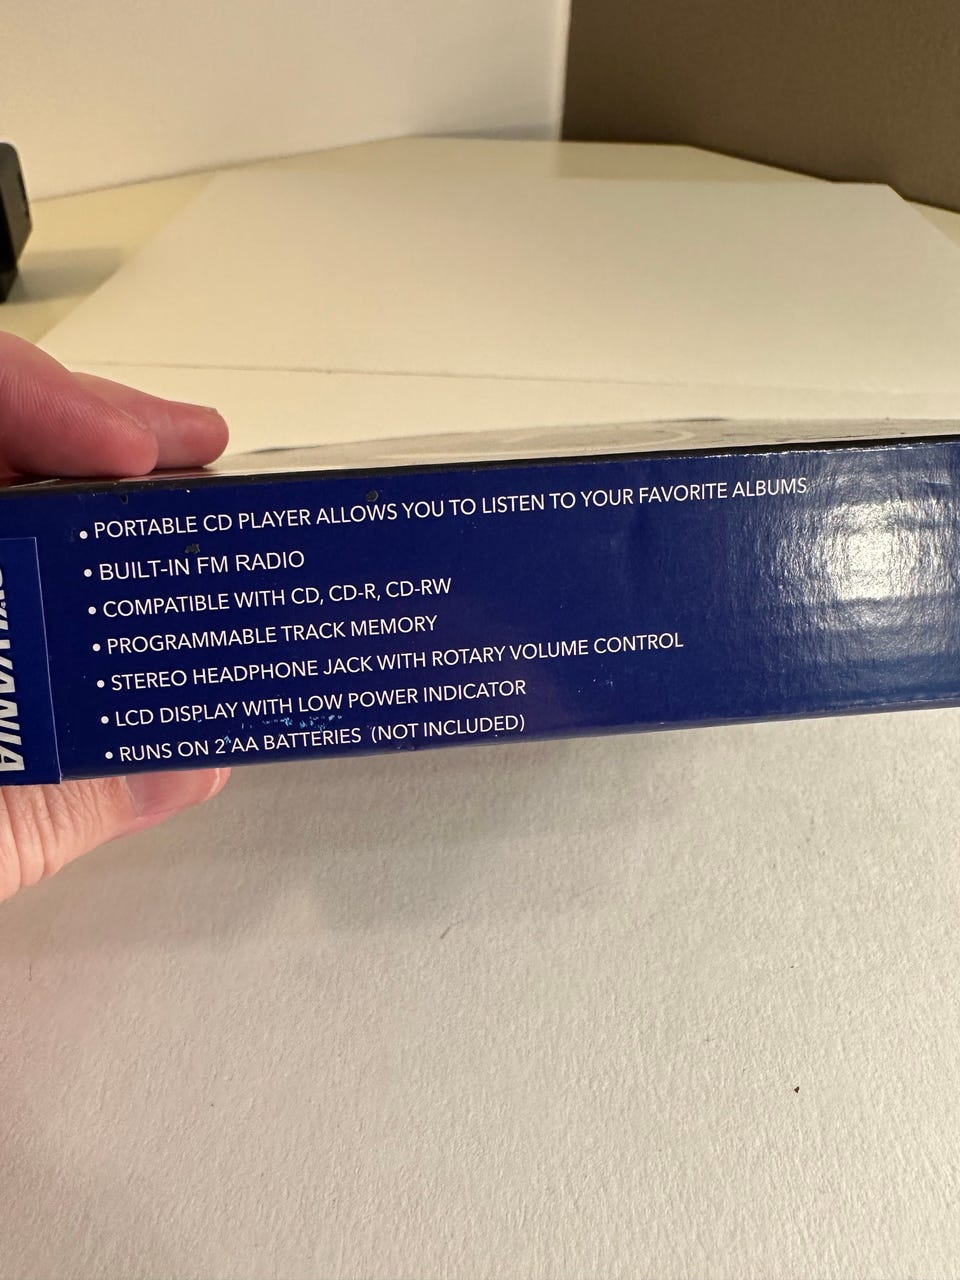 • PORTABLE CD PLAYER ALLOWS YOU TO LISTEN TO YOUR FAVORITE ALBUMS
• BUILT-IN FM RADIO
• COMPATIBLE WITH CD, CD-R, CD-RW
• PROGRAMMABLE TRACK MEMORY
• STEREO HEADPHONE JACK WITH ROTARY VOLUME CONTROL
• LCD DISPLAY WITH LOW POWER INDICATOR
• RUNS ON 2 AA BATTERIES (NOT INCLUDED)